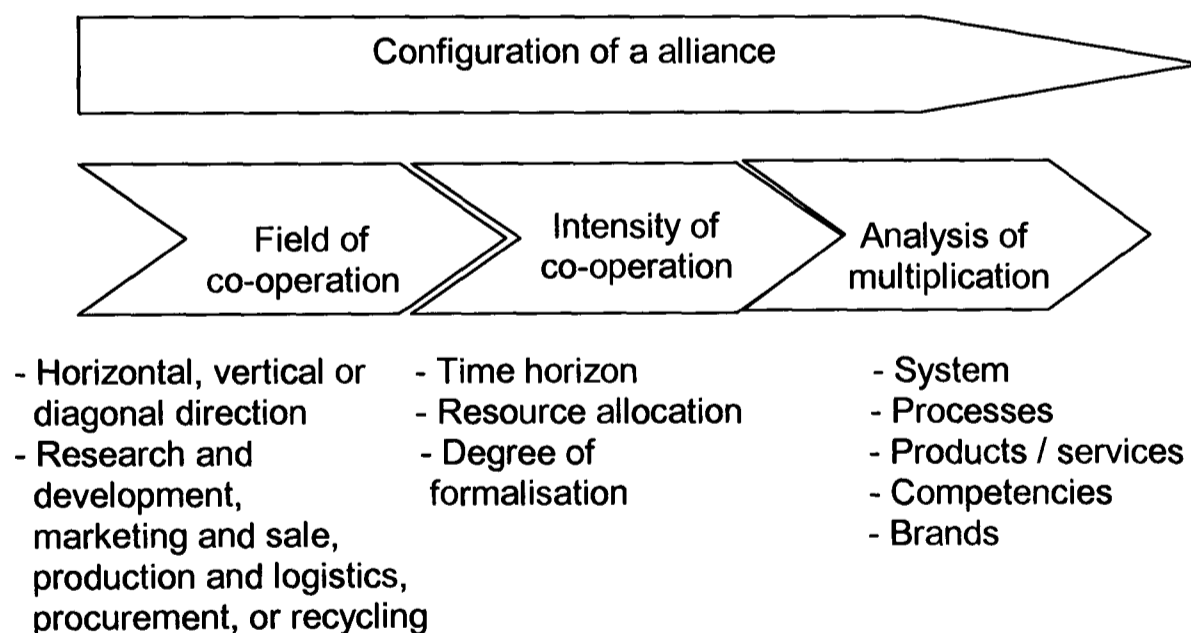 Configuration of a alliance
Field of
co-operation
Intensity of
co-operation
Analysis of
multiplication
- Horizontal, vertical or
diagonal direction
- Research and
development,
marketing and sale,
production and logistics,
procurement, or recycling
- Time horizon
- Resource allocation
- Degree of
formalisation
- System
- Processes
- Products / services
- Competencies
- Brands